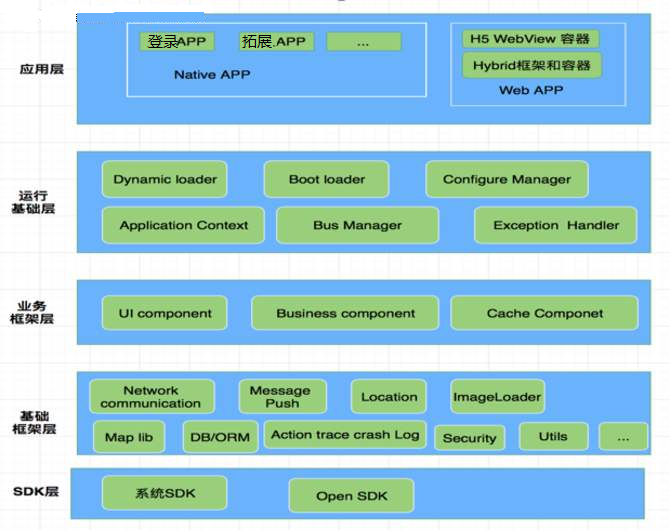 应用层
登录.APP
拓展.APP
...
Native APP
H5 WebView 容器
Hybrid框架和容器
Web APP
运行
基础层
Dynamic loader
Boot loader
Configure Manager
Application Context
Bus Manager
Exception Handler
业务
框架层
UI component
Business component
Cache Componet
基础
框架层
Network
communication
Message
Push
Location
ImageLoader
Map lib
DB/ORM
Action trace crash Log
Security
Utils
...
SDK层
系统SDK
Open SDK